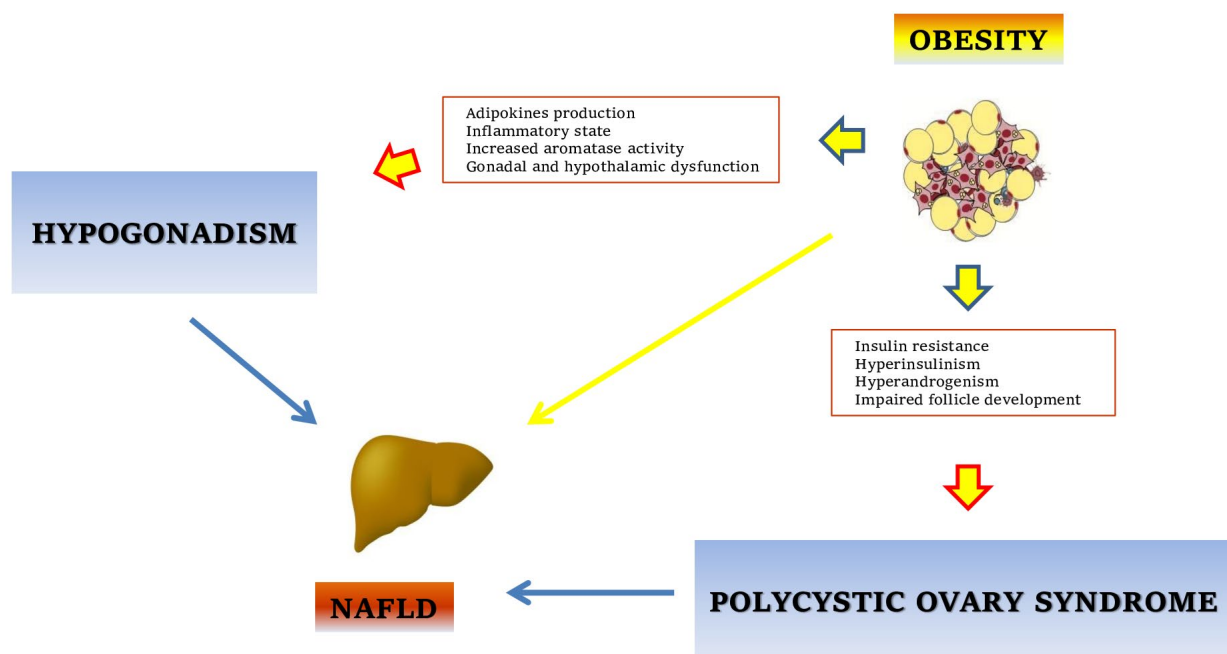 OBESITY
Adipokines production
Inflammatory state
Increased aromatase activity
Gonadal and hypothalamic dysfunction
HYPOGONADISM
Insulin resistance
Hyperinsulinism
Hyperandrogenism
Impaired follicle development
NAFLD
POLYCYSTIC OVARY SYNDROME